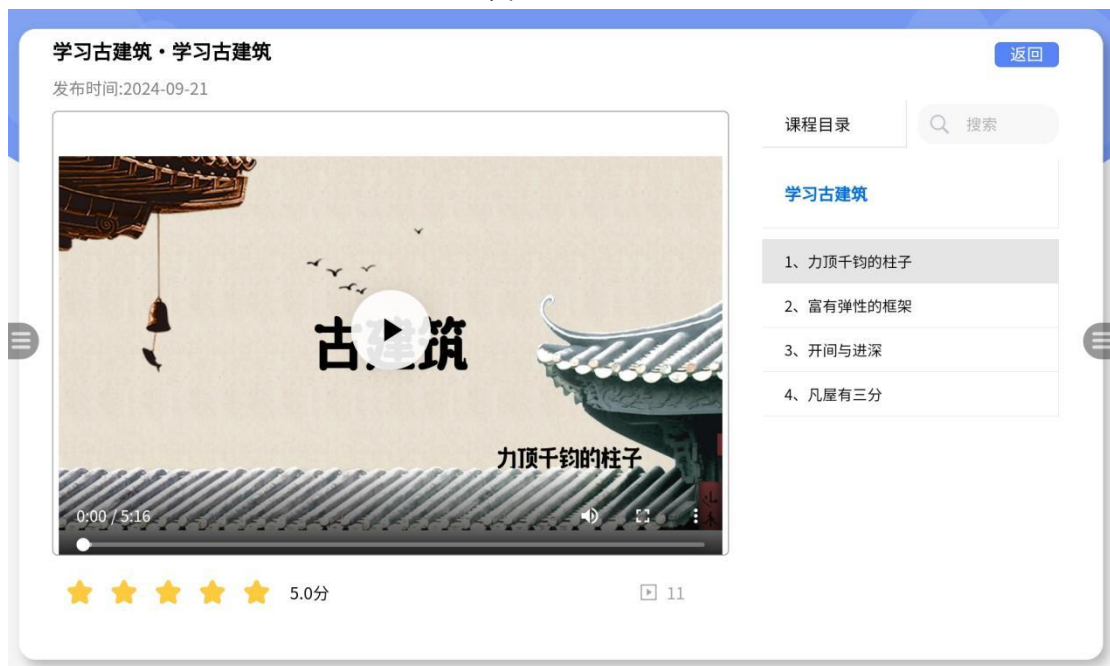 学习古建筑・学习古建筑
返回
发布时间:2024-09-21
课程目录
搜索
学习古建筑
1、力顶千钧的柱子
2、富有弹性的框架
3、开间与进深
4、凡屋有三分
古建筑
力顶千钧的柱子
0:00 / 5:16
5.0分
11